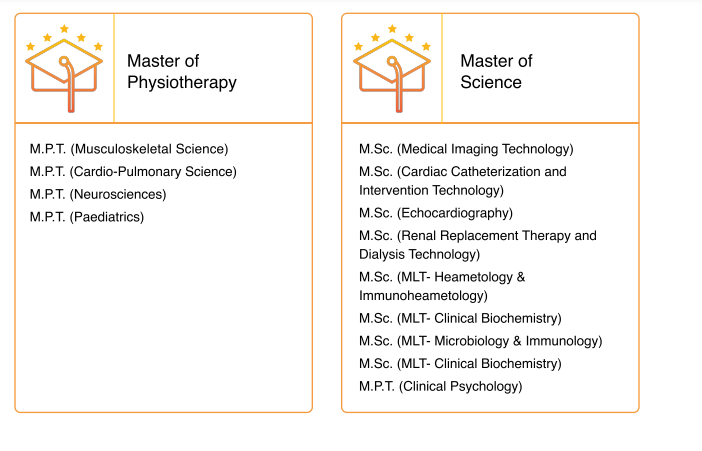 Master of
Physiotherapy
M.P.T. (Musculoskeletal Science)
M.P.T. (Cardio-Pulmonary Science)
M.P.T. (Neurosciences)
M.P.T. (Paediatrics)
Master of
Science
M.Sc. (Medical Imaging Technology)
M.Sc. (Cardiac Catheterization and
Intervention Technology)
M.Sc. (Echocardiography)
M.Sc. (Renal Replacement Therapy and
Dialysis Technology)
M.Sc. (MLT- Heametology &
Immunoheametology)
M.Sc. (MLT- Clinical Biochemistry)
M.Sc. (MLT- Microbiology & Immunology)
M.Sc. (MLT- Clinical Biochemistry)
M.P.T. (Clinical Psychology)